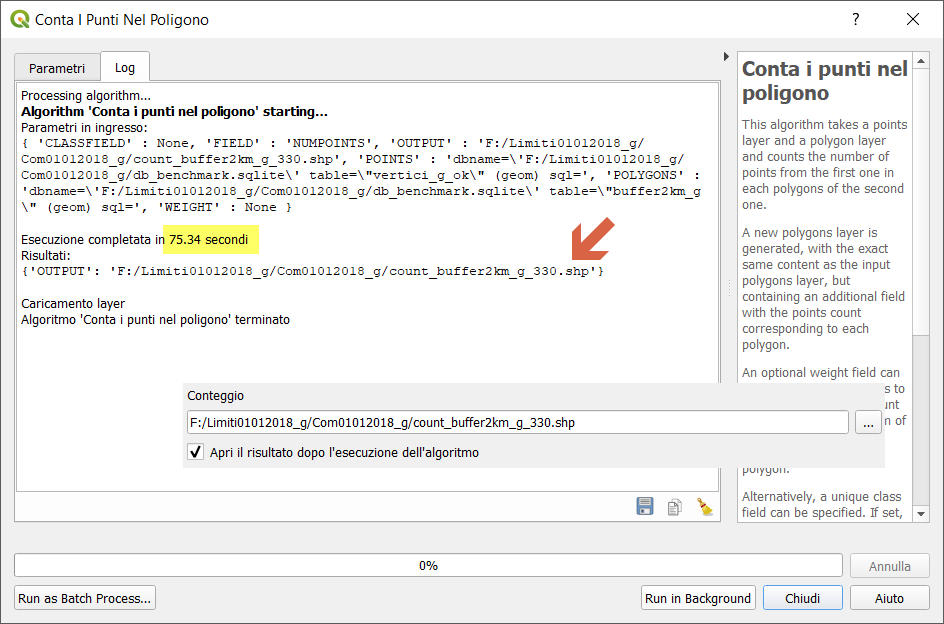 Conta I Punti Nel Poligono
?
Parametri
Log
Processing algorithm...
Algorithm 'Conta i punti nel poligono' starting...
Parametri in ingresso:
{ 'CLASSFIELD' : None, 'FIELD' : 'NUMPOINTS', 'OUTPUT' : 'F:/Limiti01012018_g/
Com01012018_g/count_buffer2km_g_330.shp', 'POINTS' : 'dbname=\'F:/Limiti01012018_g/
Com01012018_g/db_benchmark.sqlite\' table=\"vertici_g_ok\" (geom) sql=', 'POLYGONS' :
'dbname=\'F:/Limiti01012018_g/Com01012018_g/db_benchmark.sqlite\' table=\"buffer2km_g
\" (geom) sql=', 'WEIGHT' : None }
Esecuzione completata in 75.34 secondi
Risultati:
{'OUTPUT': 'F:/Limiti01012018_g/Com01012018_g/count_buffer2km_g_330.shp'}
Caricamento layer
Algoritmo 'Conta i punti nel poligono' terminato
Conteggio
F:/Limiti01012018_g/Com01012018_g/count_buffer2km_g_330.shp
...
Apri il risultato dopo l'esecuzione dell'algoritmo
Conta i punti nel
poligono
This algorithm takes a points
layer and a polygon layer
and counts the number of
points from the first one in
each polygons of the second
one.
A new polygons layer is
generated, with the exact
same content as the input
polygons layer, but
containing an additional field
with the points count
corresponding to each
polygon.
An optional weight field can
s to
unt
n of
polygon.
Alternatively, a unique class
field can be specified. If set,
0%
Annulla
Run as Batch Process...
Run in Background
Chiudi
Aiuto